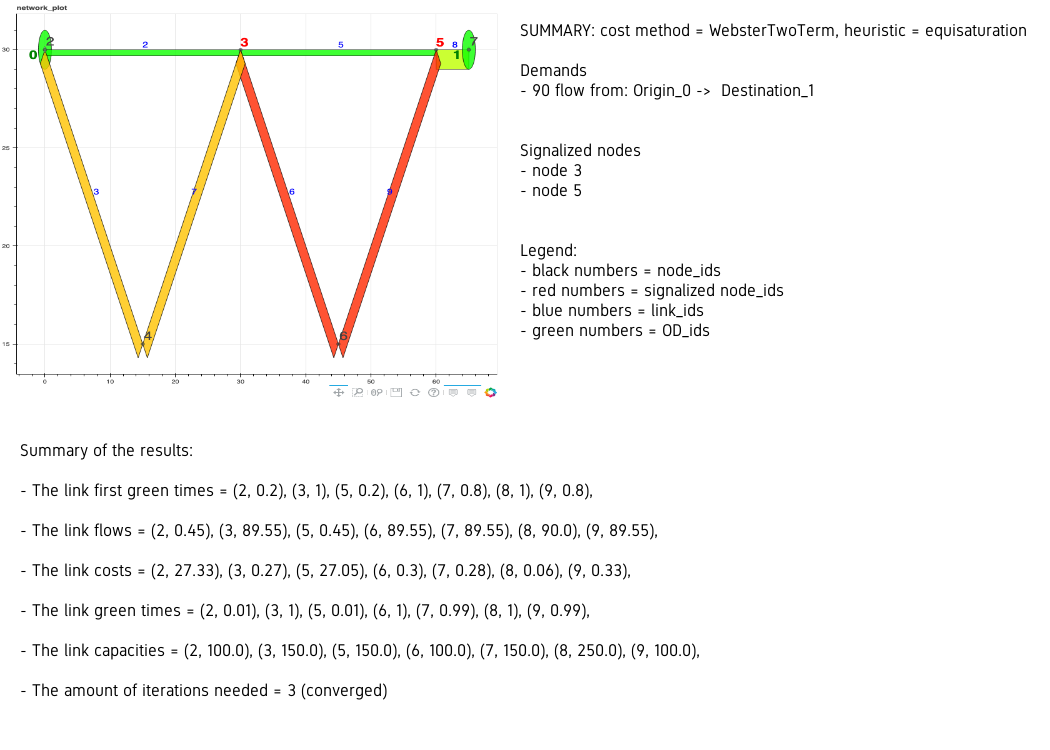 network_plot
SUMMARY: cost method = WebsterTwoTerm, heuristic = equisaturation
Demands
- 90 flow from: Origin_0 -> Destination_1
Signalized nodes
- node 3
- node 5
Legend:
- black numbers = node_ids
- red numbers = signalized node_ids
- blue numbers = link_ids
- green numbers = OD_ids
30
25
20
15
0 10 20 30 40 50 60
0 2 2 3 5 5 8 1 7
3 7 6 9
4 6
Summary of the results:
- The link first green times = (2, 0.2), (3, 1), (5, 0.2), (6, 1), (7, 0.8), (8, 1), (9, 0.8),
- The link flows = (2, 0.45), (3, 89.55), (5, 0.45), (6, 89.55), (7, 89.55), (8, 90.0), (9, 89.55),
- The link costs = (2, 27.33), (3, 0.27), (5, 27.05), (6, 0.3), (7, 0.28), (8, 0.06), (9, 0.33),
- The link green times = (2, 0.01), (3, 1), (5, 0.01), (6, 1), (7, 0.99), (8, 1), (9, 0.99),
- The link capacities = (2, 100.0), (3, 150.0), (5, 150.0), (6, 100.0), (7, 150.0), (8, 250.0), (9, 100.0),
- The amount of iterations needed = 3 (converged)